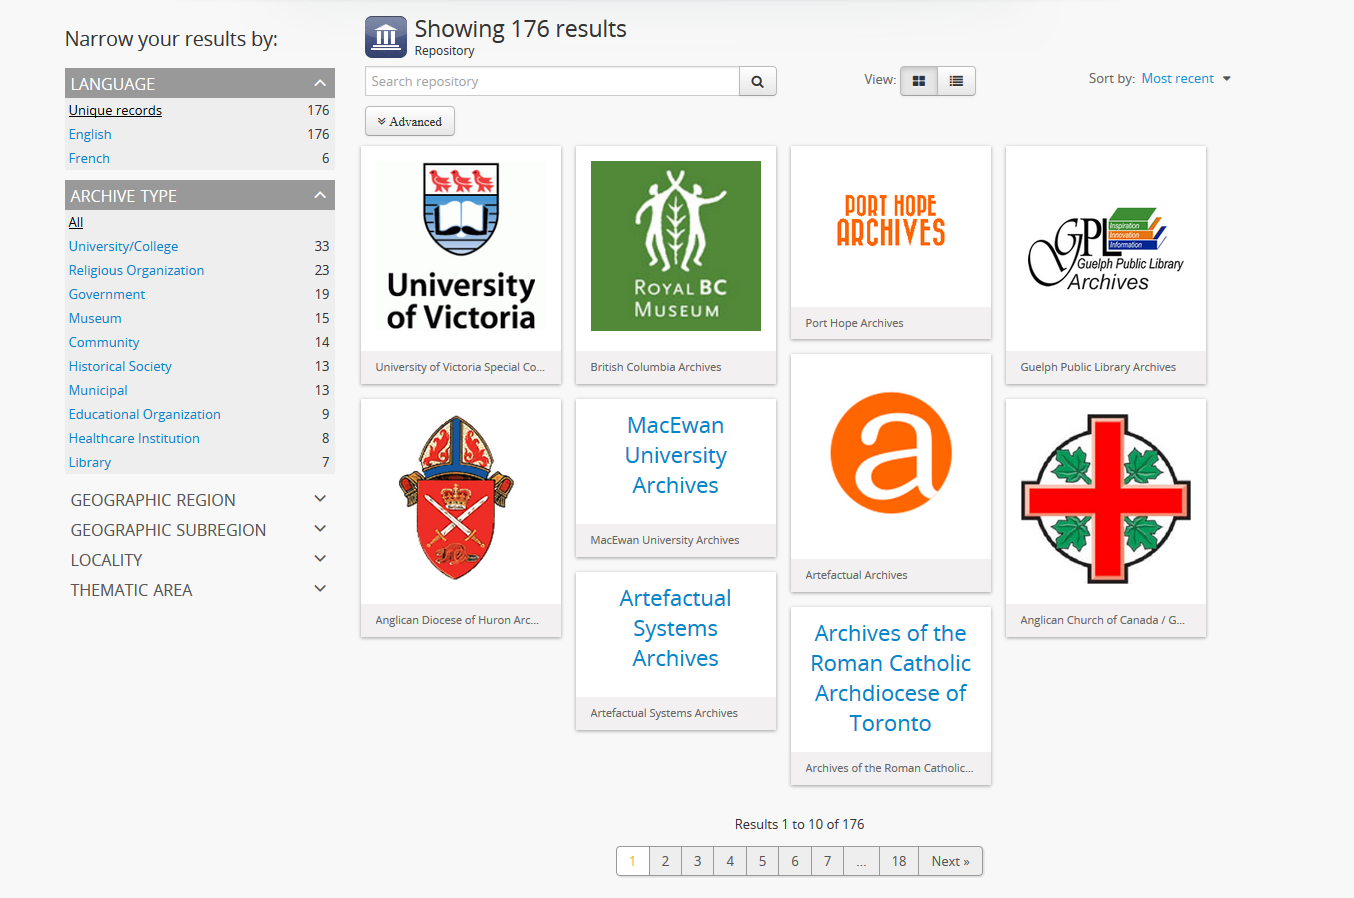 Narrow your results by:
LANGUAGE
Unique records 176
English 176
French 6
ARCHIVE TYPE
All
University/College 33
Religious Organization 23
Government 19
Museum 15
Community 14
Historical Society 13
Municipal 13
Educational Organization 9
Healthcare Institution 8
Library 7
GEOGRAPHIC REGION
GEOGRAPHIC SUBREGION
LOCALITY
THEMATIC AREA
Showing 176 results
Repository
Search repository
View:
Sort by: Most recent
Advanced
University
of Victoria
University of Victoria Special Co...
ROYAL BC
MUSEUM
British Columbia Archives
PORT HOPE
ARCHIVES
Port Hope Archives
GPL
Inspiration
Innovation
Information
Guelph Public Library
Archives
Guelph Public Library Archives
Anglican Diocese of Huron Arc...
MacEwan
University
Archives
MacEwan University Archives
a
Artefactual Archives
Anglican Church of Canada / G...
Artefactual
Systems
Archives
Artefactual Systems Archives
Archives of the
Roman Catholic
Archdiocese of
Toronto
Archives of the Roman Catholic...
Results 1 to 10 of 176
1 2 3 4 5 6 7 ... 18 Next »